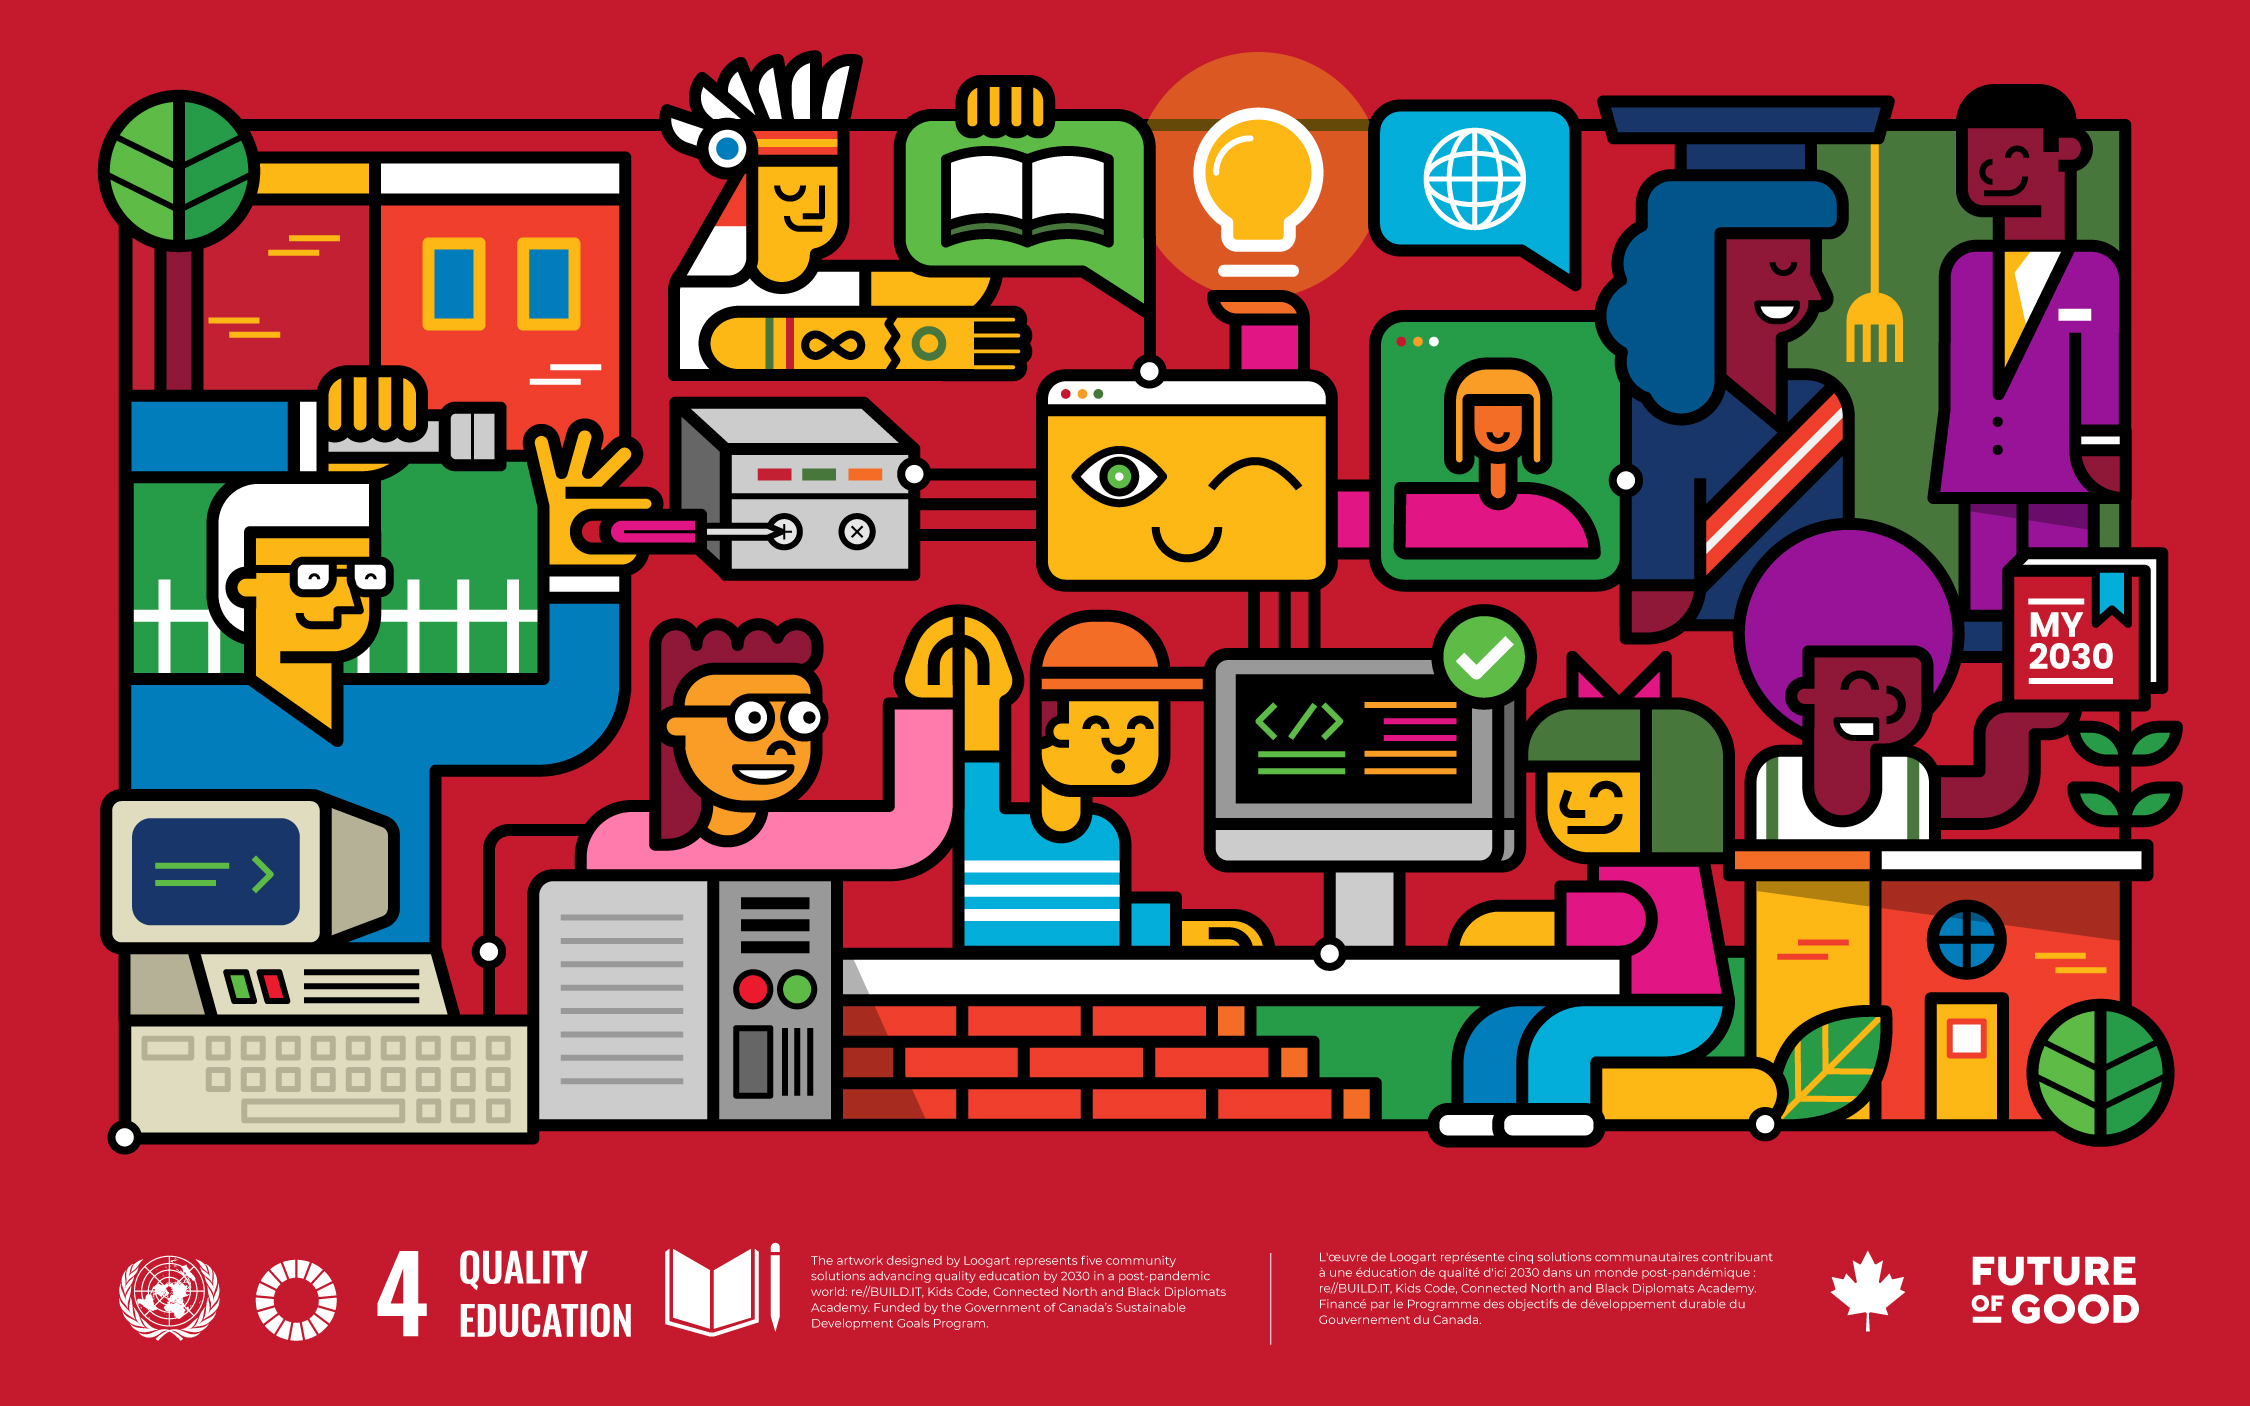 MY
2030
4
QUALITY
EDUCATION
The artwork designed by Loogart represents five community
solutions advancing quality education by 2030 in a post-pandemic
world: re//BUILD.IT, Kids Code, Connected North and Black Diplomats
Academy. Funded by the Government of Canada's Sustainable
Development Goals Program.
L'œuvre de Loogart représente cinq solutions communautaires contribuant
à une éducation de qualité d'ici 2030 dans un monde post-pandémique :
re//BUILD.IT, Kids Code, Connected North and Black Diplomats Academy.
Financé par le Programme des objectifs de développement durable du
Gouvernement du Canada.
FUTURE
OF GOOD